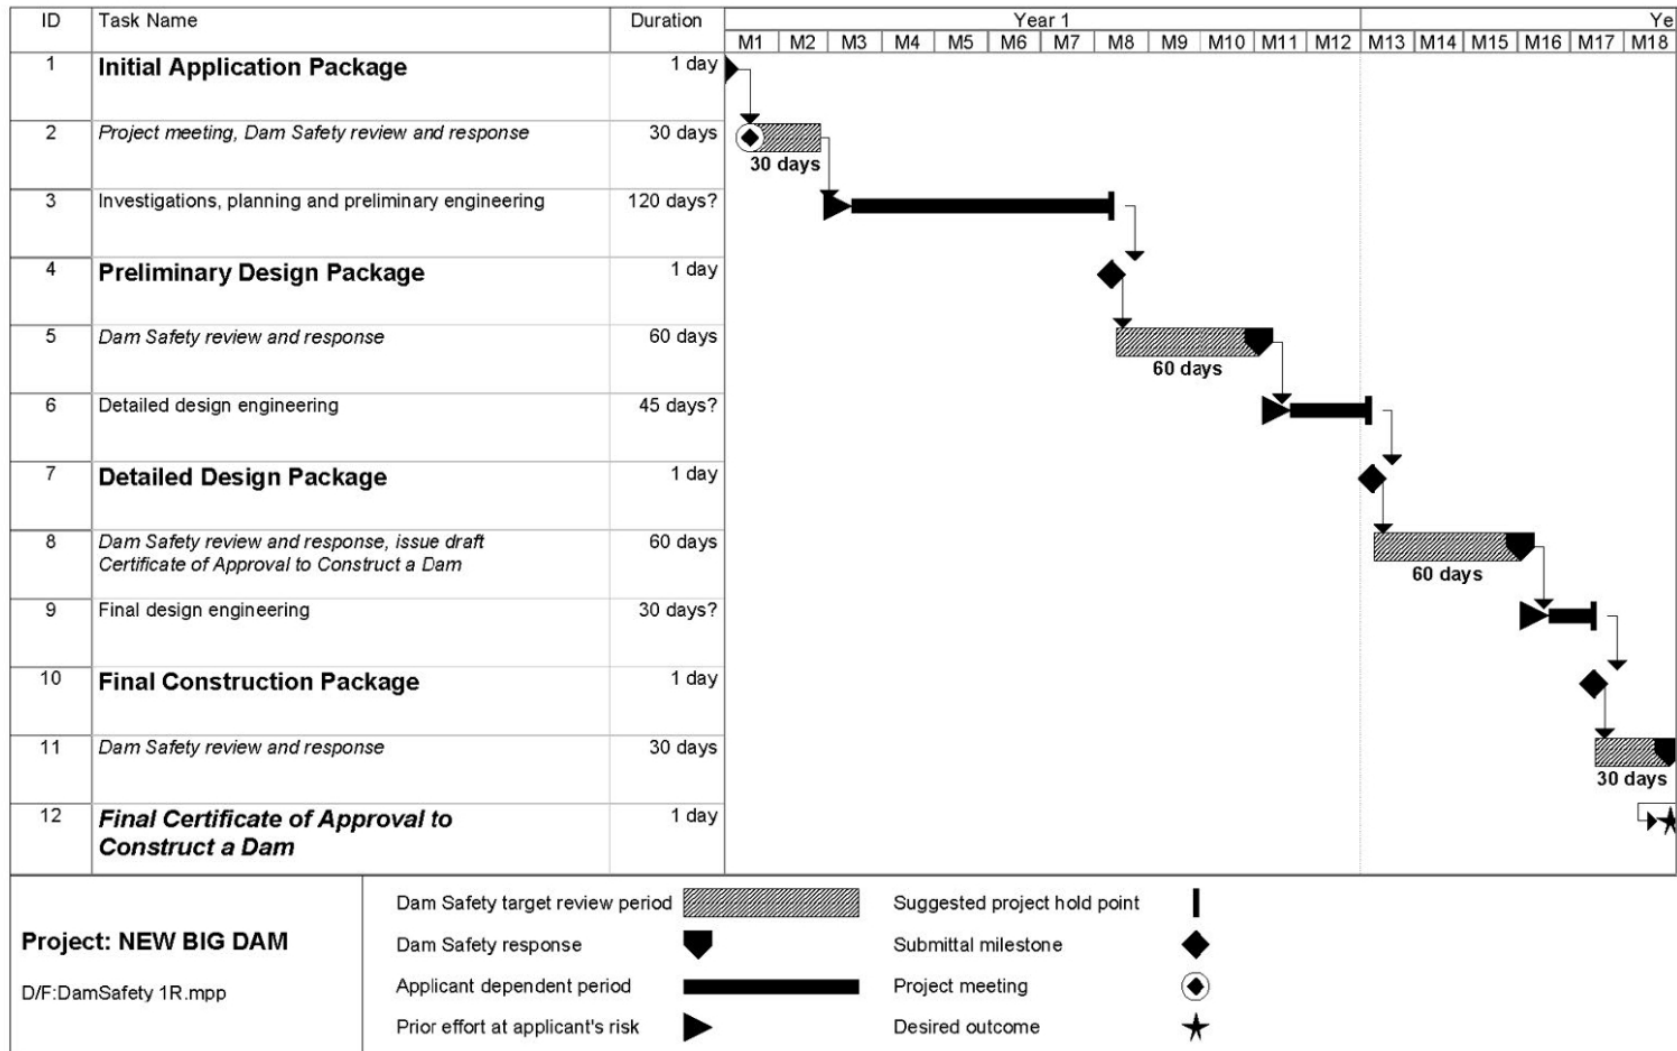 ID Task Name Duration Year 1 Ye
M1 M2 M3 M4 M5 M6 M7 M8 M9 M10 M11 M12 M13 M14 M15 M16 M17 M18
1 Initial Application Package 1 day
2 Project meeting, Dam Safety review and response 30 days
30 days
3 Investigations, planning and preliminary engineering 120 days?
4 Preliminary Design Package 1 day
5 Dam Safety review and response 60 days
60 days
6 Detailed design engineering 45 days?
7 Detailed Design Package 1 day
8 Dam Safety review and response, issue draft 60 days
Certificate of Approval to Construct a Dam
60 days
9 Final design engineering 30 days?
10 Final Construction Package 1 day
11 Dam Safety review and response 30 days
30 days
12 Final Certificate of Approval to 1 day
Construct a Dam
Project: NEW BIG DAM
D/F:DamSafety 1R.mpp
Dam Safety target review period
Dam Safety response
Applicant dependent period
Prior effort at applicant's risk
Suggested project hold point
Submittal milestone
Project meeting
Desired outcome